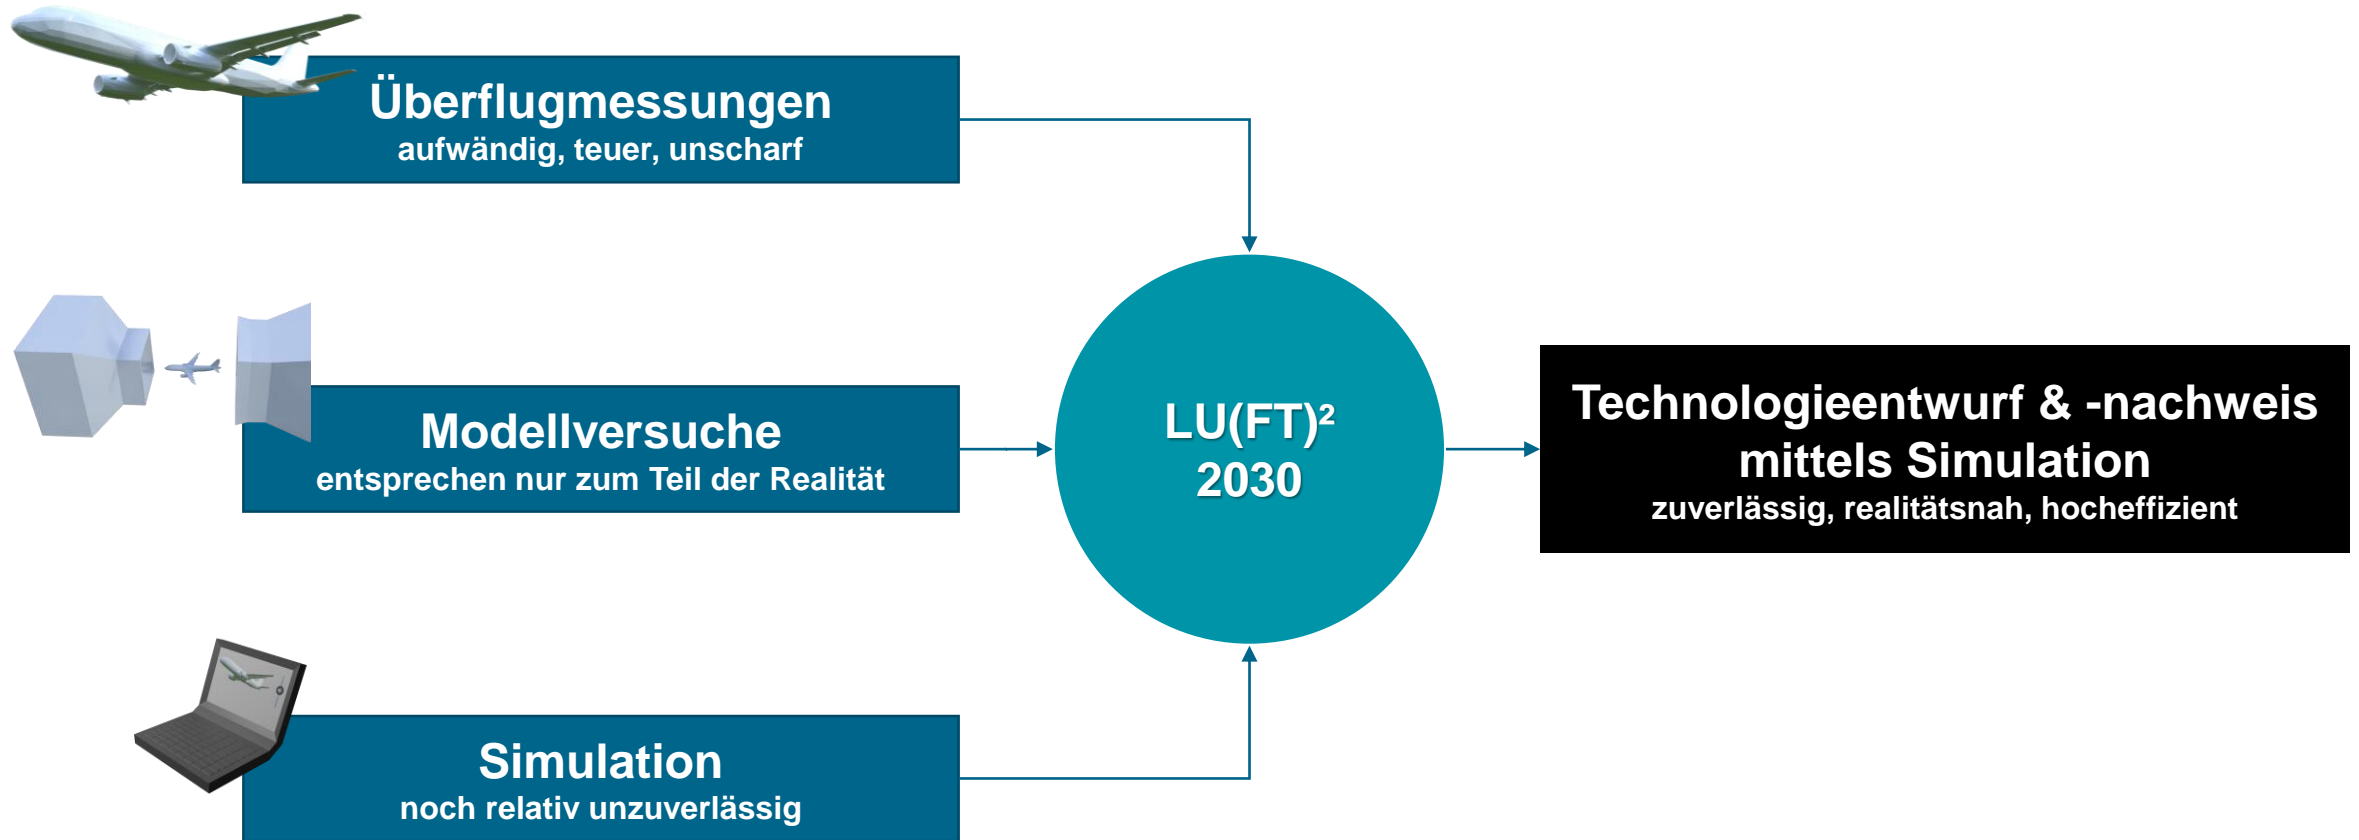 Überflugmessungen
aufwändig, teuer, unscharf
Modellversuche
entsprechen nur zum Teil der Realität
Simulation
noch relativ unzuverlässig
LU(FT)²
2030
Technologieentwurf & -nachweis
mittels Simulation
zuverlässig, realitätsnah, hocheffizient